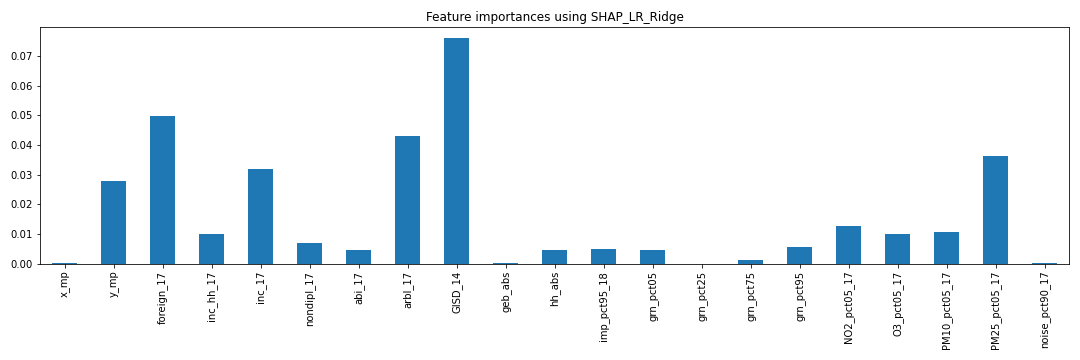 Feature importances using SHAP_LR_Ridge
0.07
0.06
0.05
0.04
0.03
0.02
0.01
0.00
x_mp
y_mp
foreign_17
inc_hh_17
inc_17
nondipl_17
abi_17
arbl_17
GISD_14
geb_abs
hh_abs
imp_pct95_18
grn_pct05
grn_pct25
grn_pct75
grn_pct95
NO2_pct05_17
O3_pct05_17
PM10_pct05_17
PM25_pct05_17
noise_pct90_17